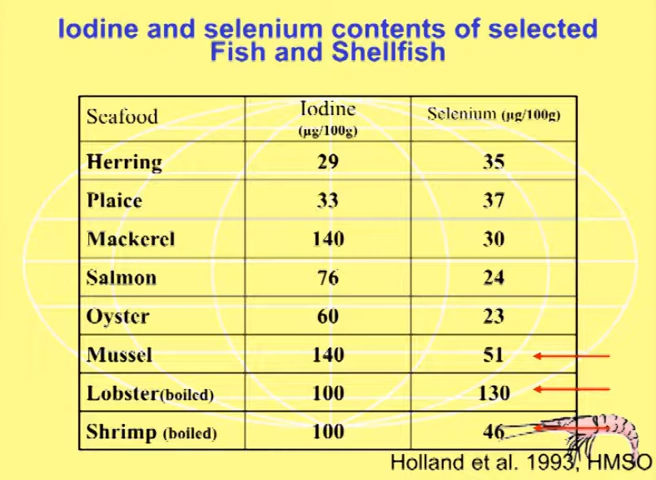 Iodine and selenium contents of selected
Fish and Shellfish
Seafood Iodine (µg/100g) Selenium (µg/100g)
Herring 29 35
Plaice 33 37
Mackerel 140 30
Salmon 76 24
Oyster 60 23
Mussel 140 51
Lobster(boiled) 100 130
Shrimp (boiled) 100 46
Holland et al. 1993, HMSO